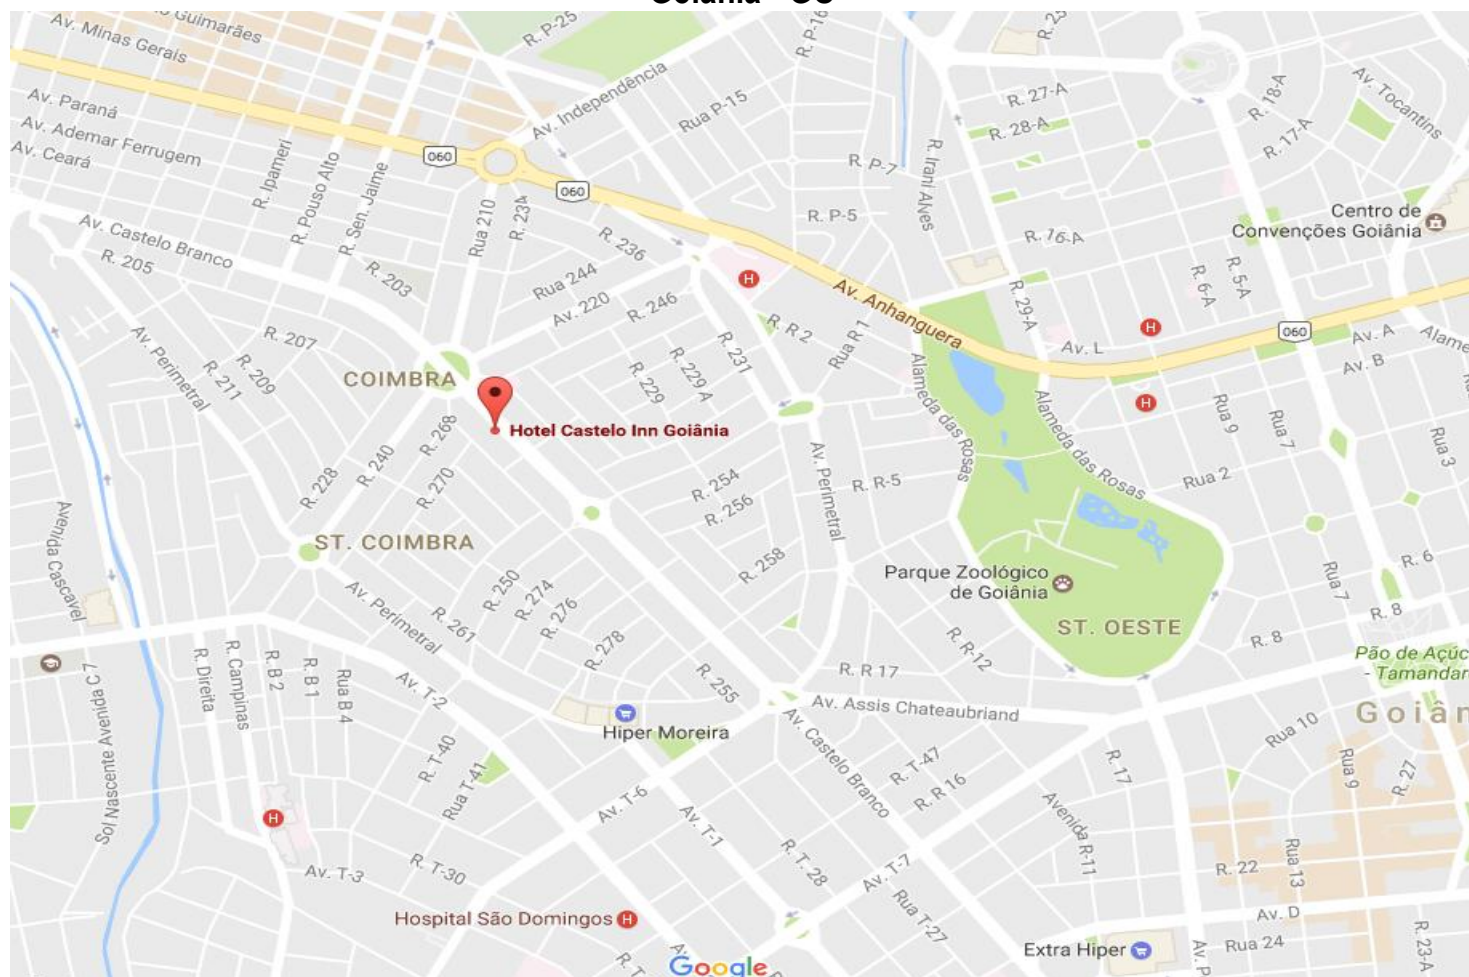 R. P-25
R. P-16
R. 25
Guimarães
Av. Minas Gerais
Av. Independência
Rua P-15
R. 27-A
R. 18-A
Av. Tocantins
Av. Paraná
R. 28-A
R. 17-A
Av. Ademar Ferrugem
Av. Ceará
R. Ipameri
R. Pouso Alto
R. Sen. Jaime
060
060
R. P-7
R. Irani Alves
Rua 210
R. 234
R. P-5
Centro de
Convenções Goiânia
Av. Castelo Branco
R. 236
R. 16-A
R. 205
R. 203
Rua 244
H
R. 6-A
R. 5-A
Av. 220
R. 246
Av. Anhanguera
R. 29-A
R. R 2
Rua R 1
H
060
Av. A
Alame
Av. Perimetral
R. 207
R. 231
Av. L
Av. B
R. 211
R. 209
COIMBRA
R. 229
R. 229 A
Alameda das Rosas
Alameda das Rosas
H
Rua 9
Rua 7
Rua 3
Hotel Castelo Inn Goiânia
R. 268
R. 240
R. 228
R. 270
R. 254
R. 256
Av. Perimetral
R. R-5
Rua 2
Avenida Cascavel
ST. COIMBRA
R. 258
Parque Zoológico
de Goiânia
R. 6
Rua 7
R. 250
R. 274
R. 276
R. 278
Av. Perimetral
R. 261
ST. OESTE
R. 8
R. 8
R. R-12
Pão de Açúc
- Tamandar
R. Direita
R. Campinas
R. B 2
R. B 1
Rua B 4
Av. T-2
R. 255
R. R 17
Sol Nascente Avenida C7
Hiper Moreira
Av. Assis Chateaubriand
Goiân
Av. Castelo Branco
Rua 10
R. T-40
Rua T-41
R. T-47
R. R 16
R. 17
Rua 9
R. 27
H
Av. T-6
Av. T-1
Avenida R-11
R. T. 28
Av. T-7
Av. T-3
R. T-30
R. 22
Rua 13
Hospital São Domingos H
Rua T-27
Av. D
Extra Hiper
Rua 24
R. 23-A
Av. P
R. T
Google